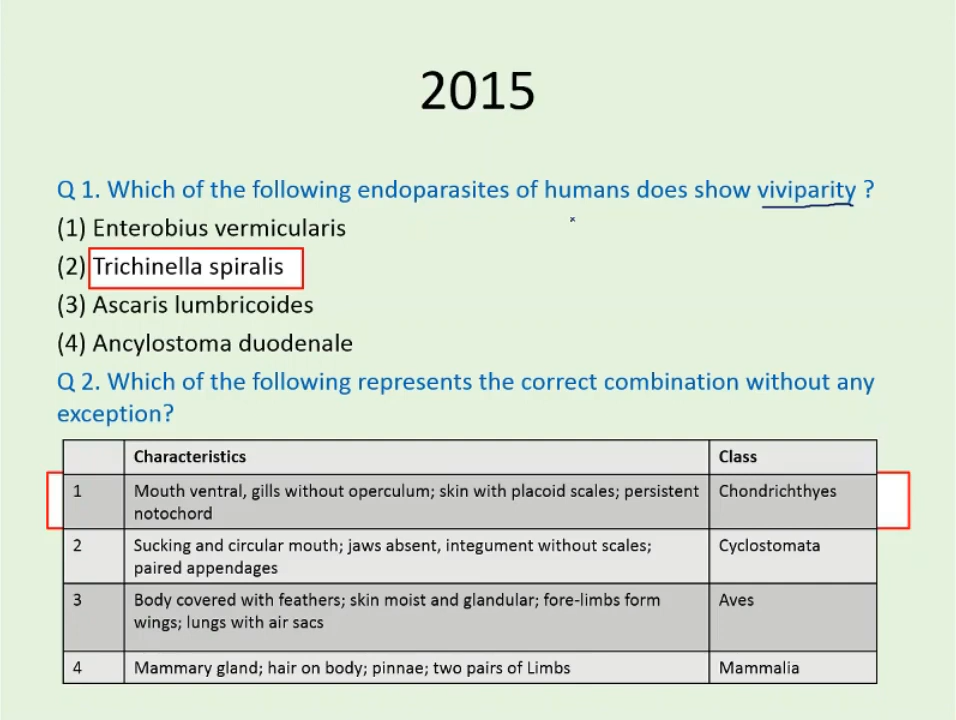 2015
Q 1. Which of the following endoparasites of humans does show viviparity ?
(1) Enterobius vermicularis
(2) Trichinella spiralis
(3) Ascaris lumbricoides
(4) Ancylostoma duodenale
Q 2. Which of the following represents the correct combination without any
exception?
Characteristics Class
1 Mouth ventral, gills without operculum; skin with placoid scales; persistent Chondrichthyes
notochord
2 Sucking and circular mouth; jaws absent, integument without scales; Cyclostomata
paired appendages
3 Body covered with feathers; skin moist and glandular; fore-limbs form Aves
wings; lungs with air sacs
4 Mammary gland; hair on body; pinnae; two pairs of Limbs Mammalia